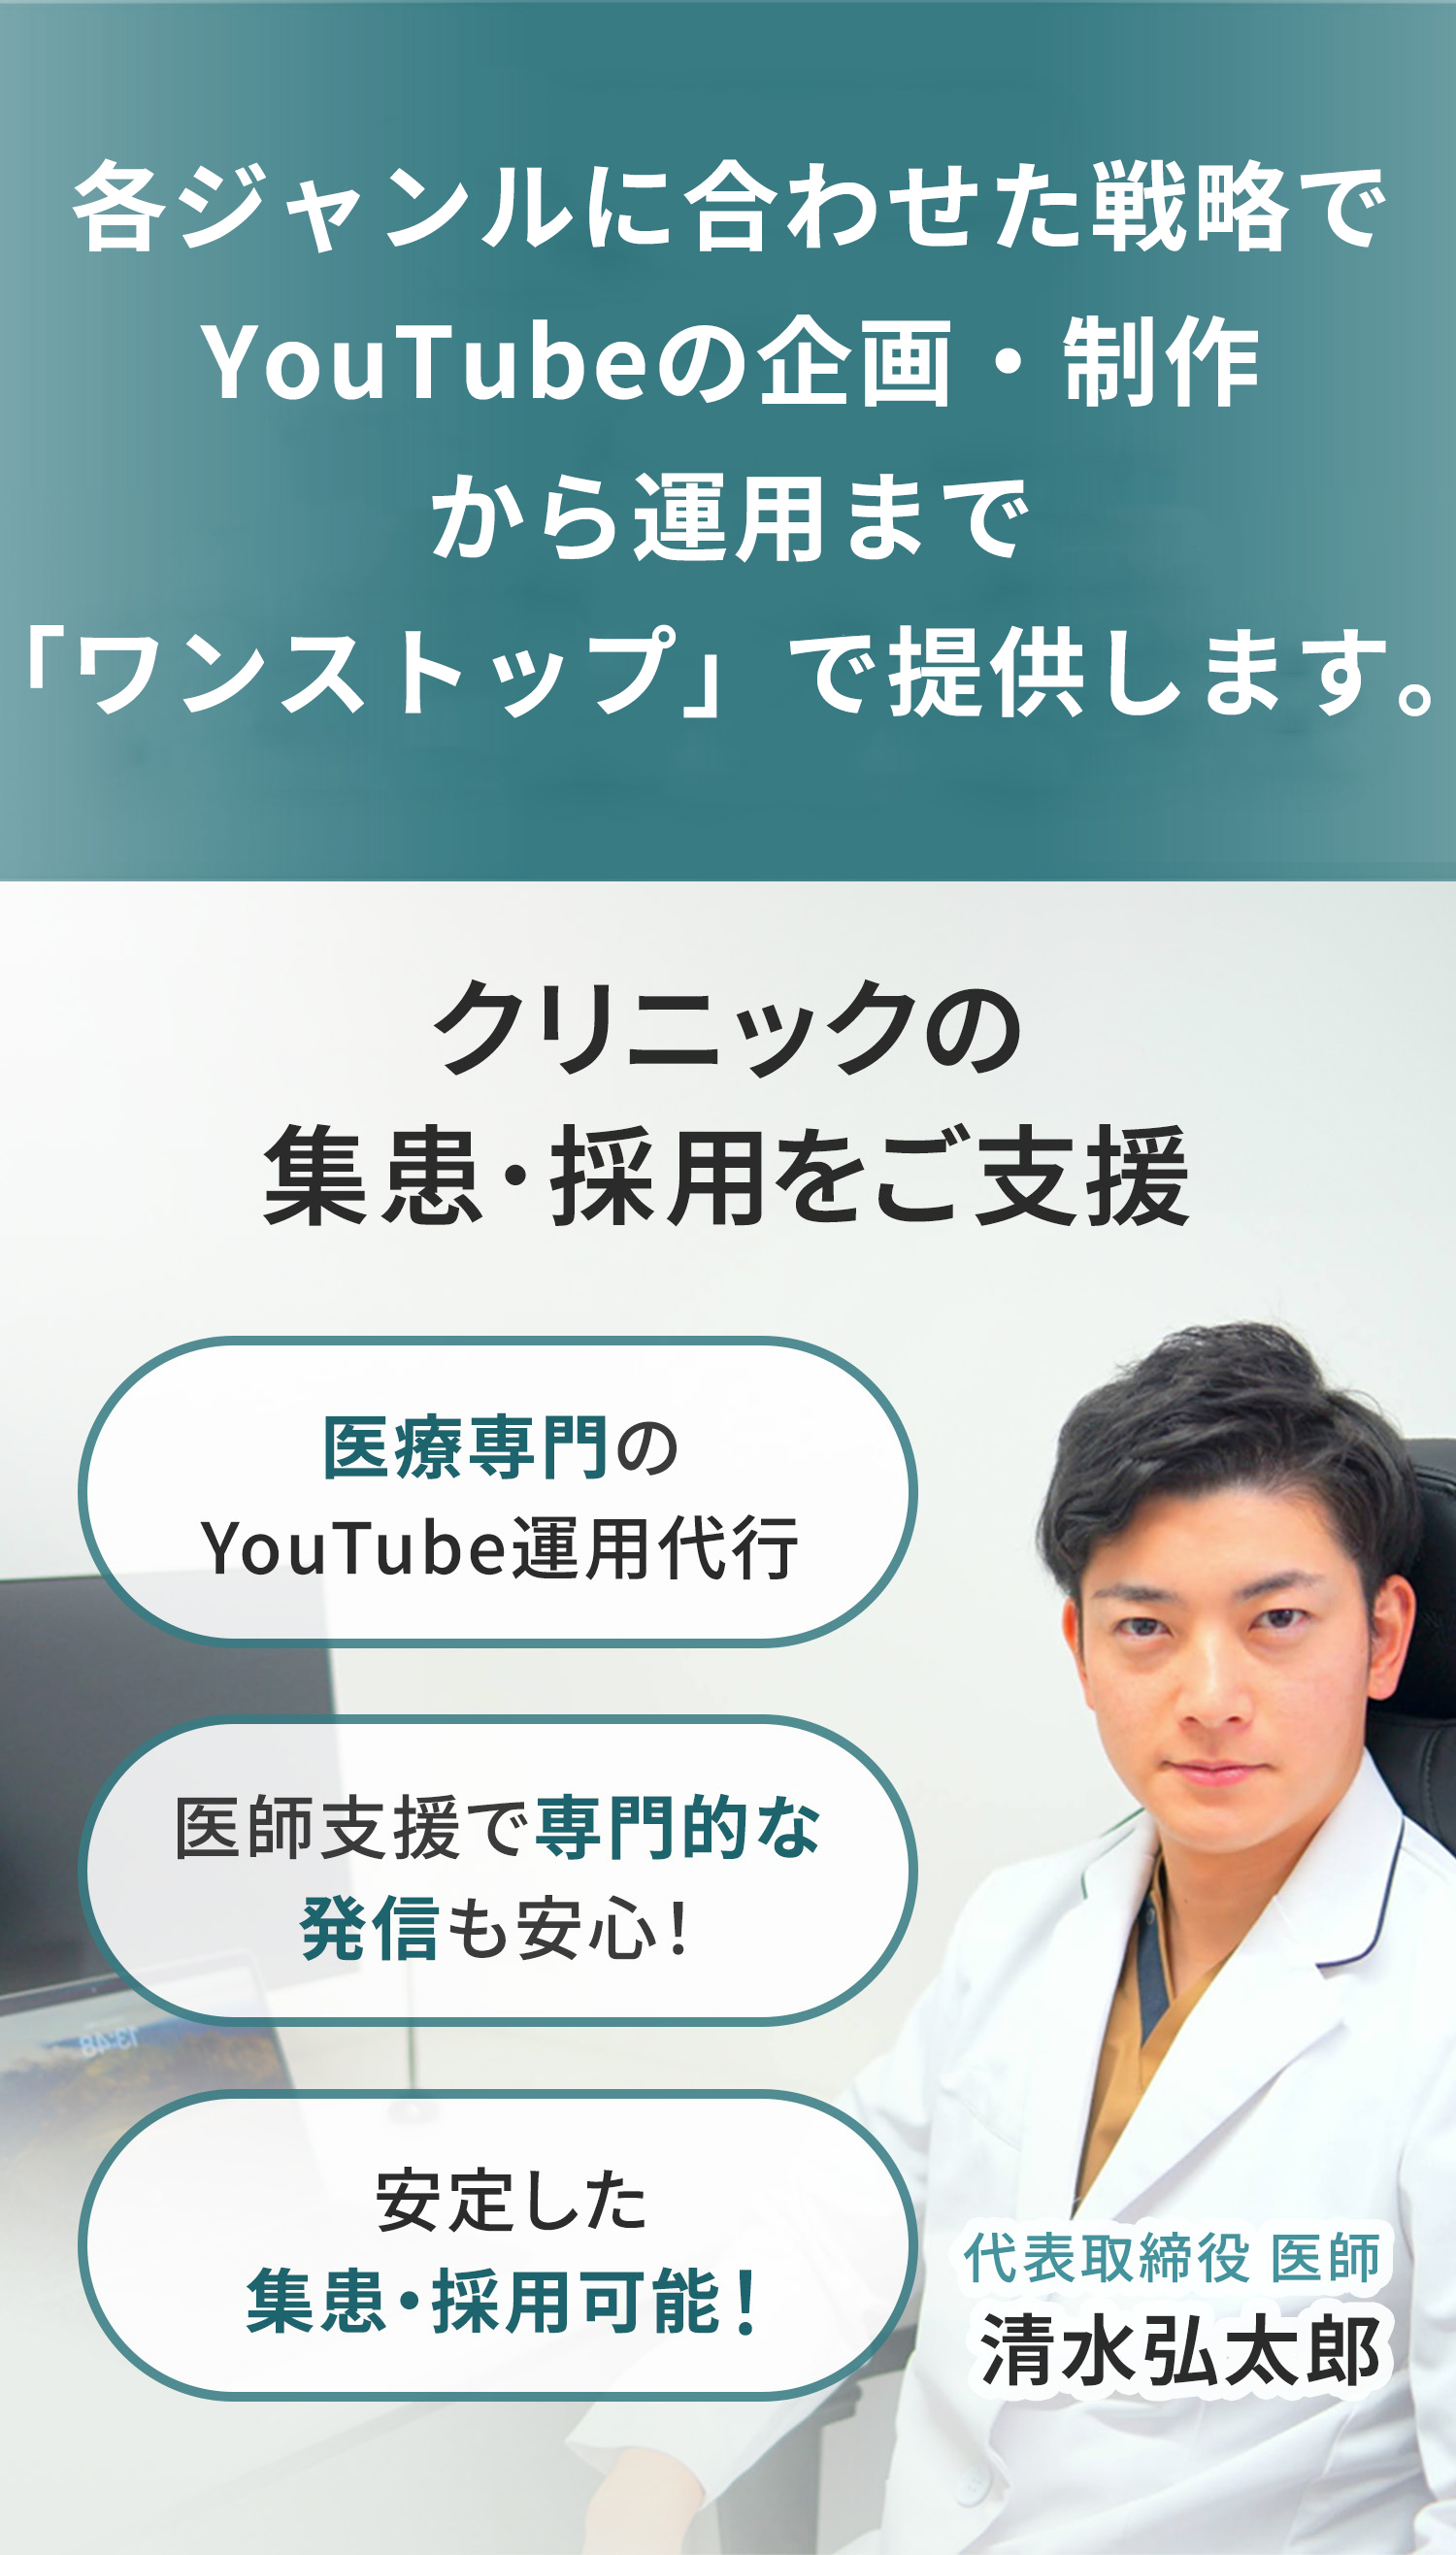 各ジャンルに合わせた戦略で
YouTubeの企画・制作
から運用まで
「ワンストップ」で提供します。
クリニックの
集患・採用をご支援
医療専門の
YouTube運用代行
医師支援で専門的な
発信も安心！
安定した
集患・採用可能！
代表取締役 医師
清水弘太郎
13:48